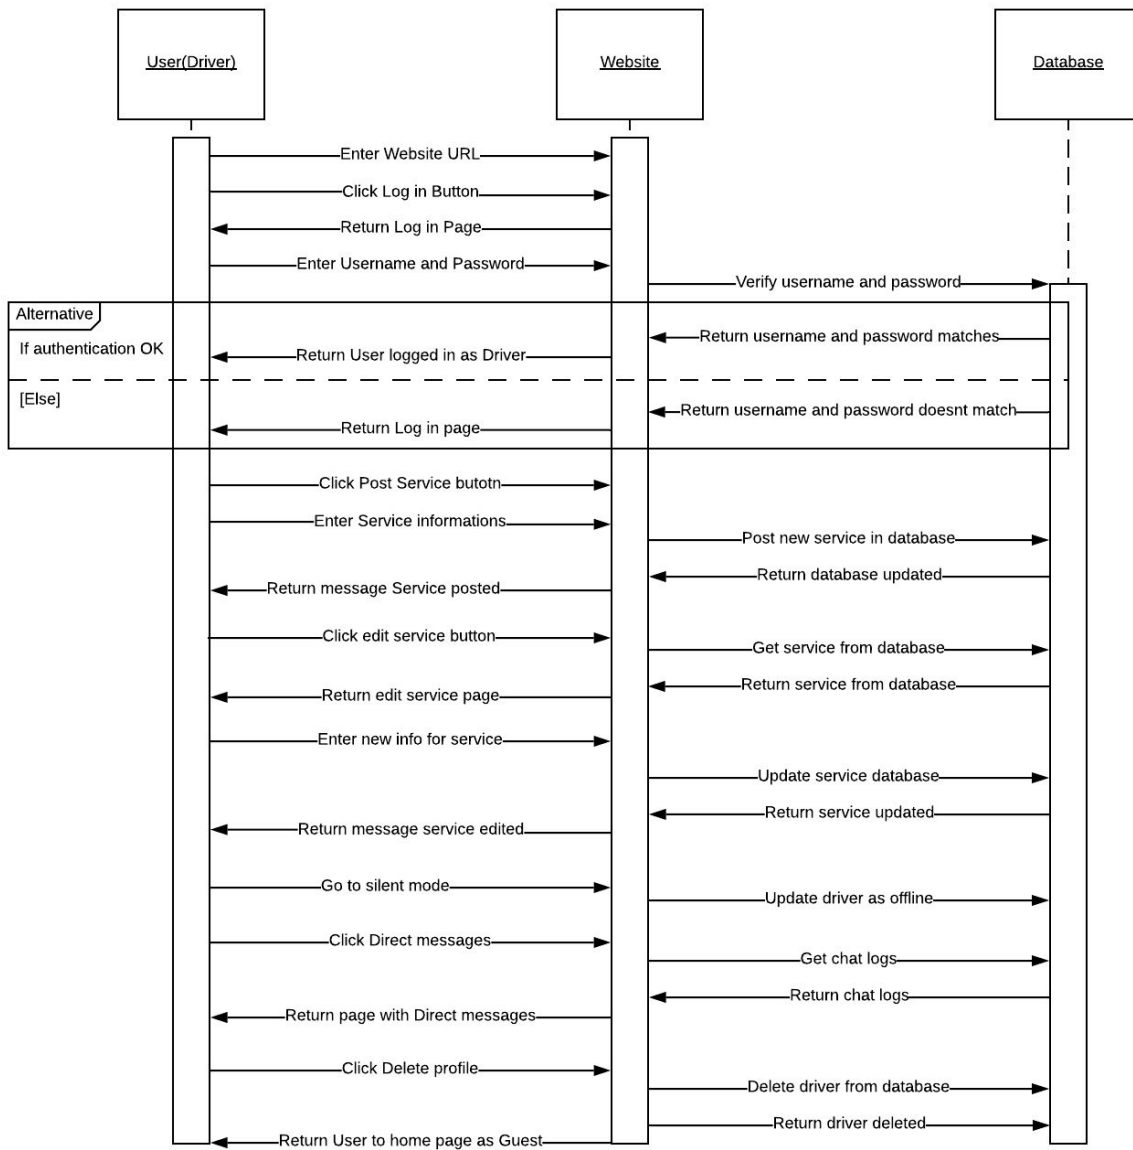 User(Driver)
Website
Database
Enter Website URL
Click Log in Button
Return Log in Page
Enter Username and Password
Verify username and password
Alternative
Return username and password matches
If authentication OK
Return User logged in as Driver
[Else]
Return username and password doesnt match
Return Log in page
Click Post Service butotn
Enter Service informations
Post new service in database
Return database updated
Return message Service posted
Click edit service button
Get service from database
Return service from database
Return edit service page
Enter new info for service
Update service database
Return service updated
Return message service edited
Go to silent mode
Update driver as offline
Click Direct messages
Get chat logs
Return chat logs
Return page with Direct messages
Click Delete profile
Delete driver from database
Return driver deleted
Return User to home page as Guest